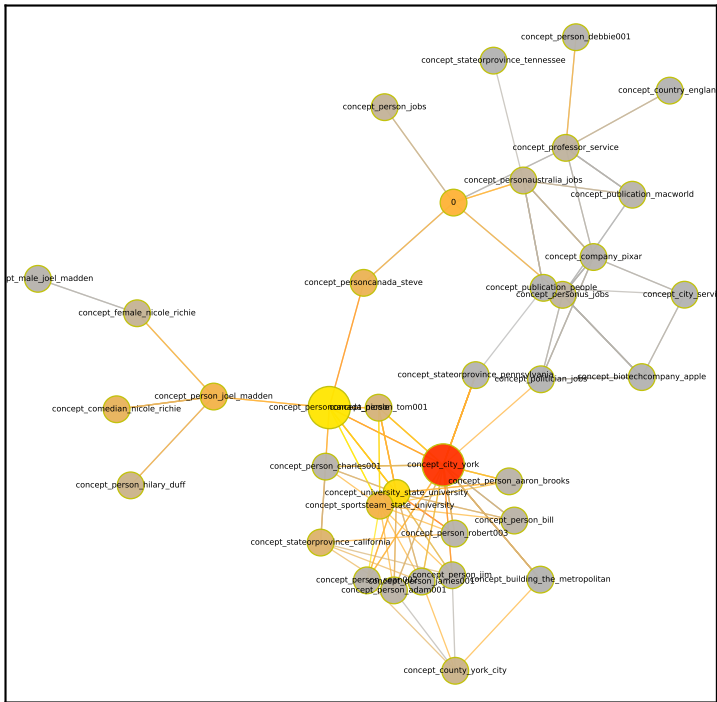 concept_person_debbie001
concept_stateorprovince_tennessee
concept_country_englan
concept_person_jobs
concept_professor_service
concept_personaustralia_jobs
concept_publication_macworld
0
concept_company_pixar
pt_male_joel_madden
concept_personcanada_steve
concept_publication_people
concept_personus_jobs
concept_city_servi
concept_female_nicole_richie
concept_stateorprovince_pennsylvania
concept_politician_jobs
concept_biotechcompany_apple
concept_person_joel_madden
concept_comedian_nicole_richie
concept_city_york
concept_person_charles001
concept_person_aaron_brooks
concept_person_hilary_duff
concept_university_state_university
concept_sportsteam_state_university
concept_person_bill
concept_person_robert003
concept_stateorprovince_california
concept_person_jim
concept_building_the_metropolitan
concept_person_james001
concept_person_adam001
concept_county_york_city